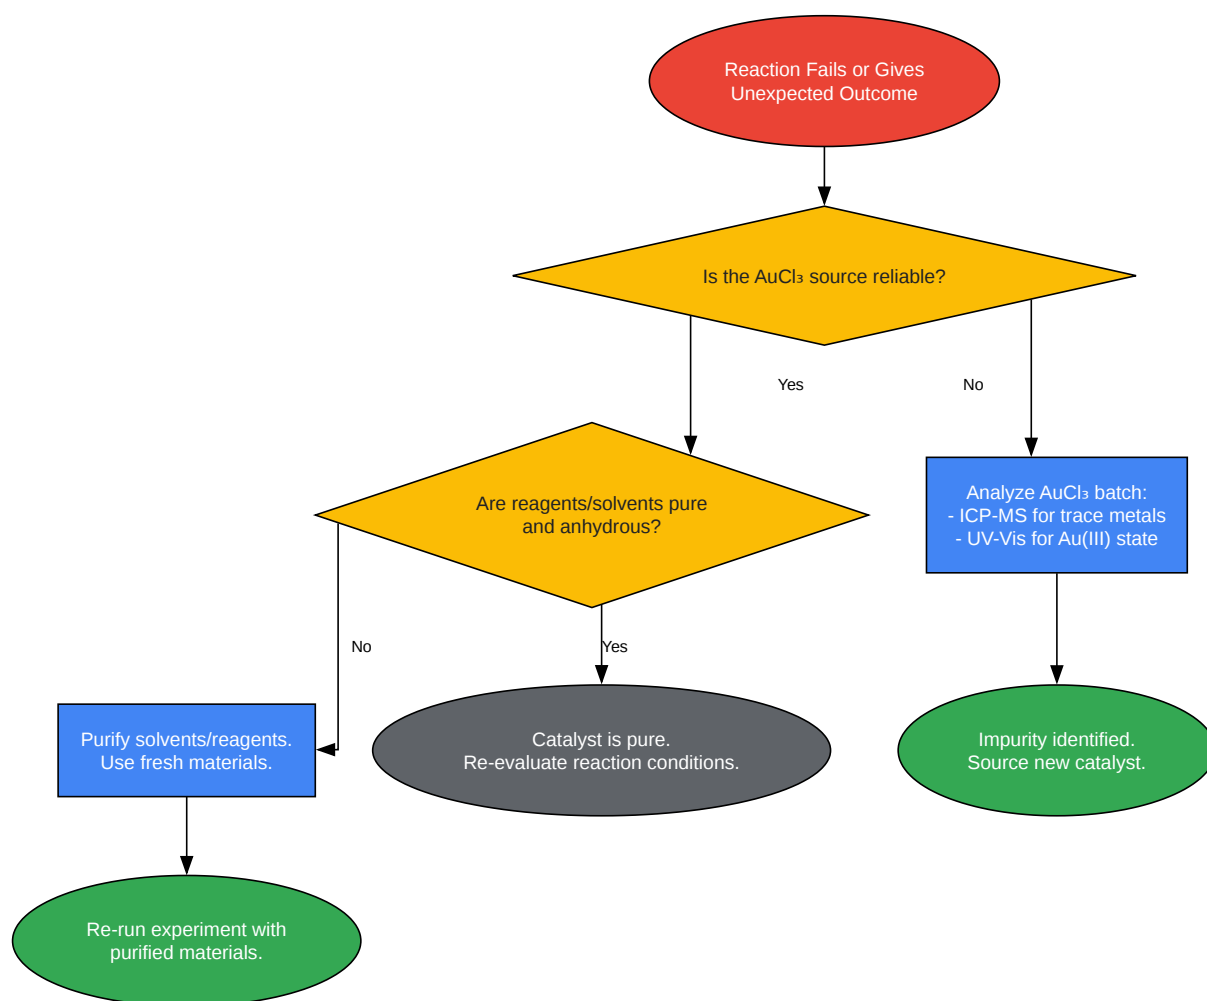 Reaction Fails or Gives
Unexpected Outcome
Is the AuCl₃ source reliable?
Yes
No
Are reagents/solvents pure
and anhydrous?
Analyze AuCl₃ batch:
- ICP-MS for trace metals
- UV-Vis for Au(III) state
No
Yes
Purify solvents/reagents.
Use fresh materials.
Catalyst is pure.
Re-evaluate reaction conditions.
Impurity identified.
Source new catalyst.
Re-run experiment with
purified materials.